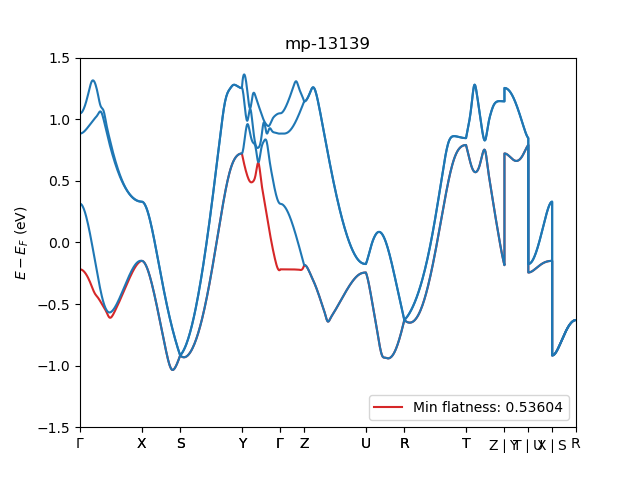 mp-13139
E − E_F (eV)
1.5
1.0
0.5
0.0
−0.5
−1.0
−1.5
Min flatness: 0.53604
Γ X S Y Γ Z U R T Z | Y T | U X | S R